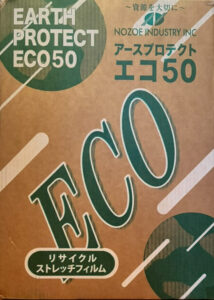 EARTH
PROTECT
ECO50
～資源を大切に～
NOZOE INDUSTRY INC
アースプロテクト
エコ50
ECO
リサイクル
ストレッチフィルム